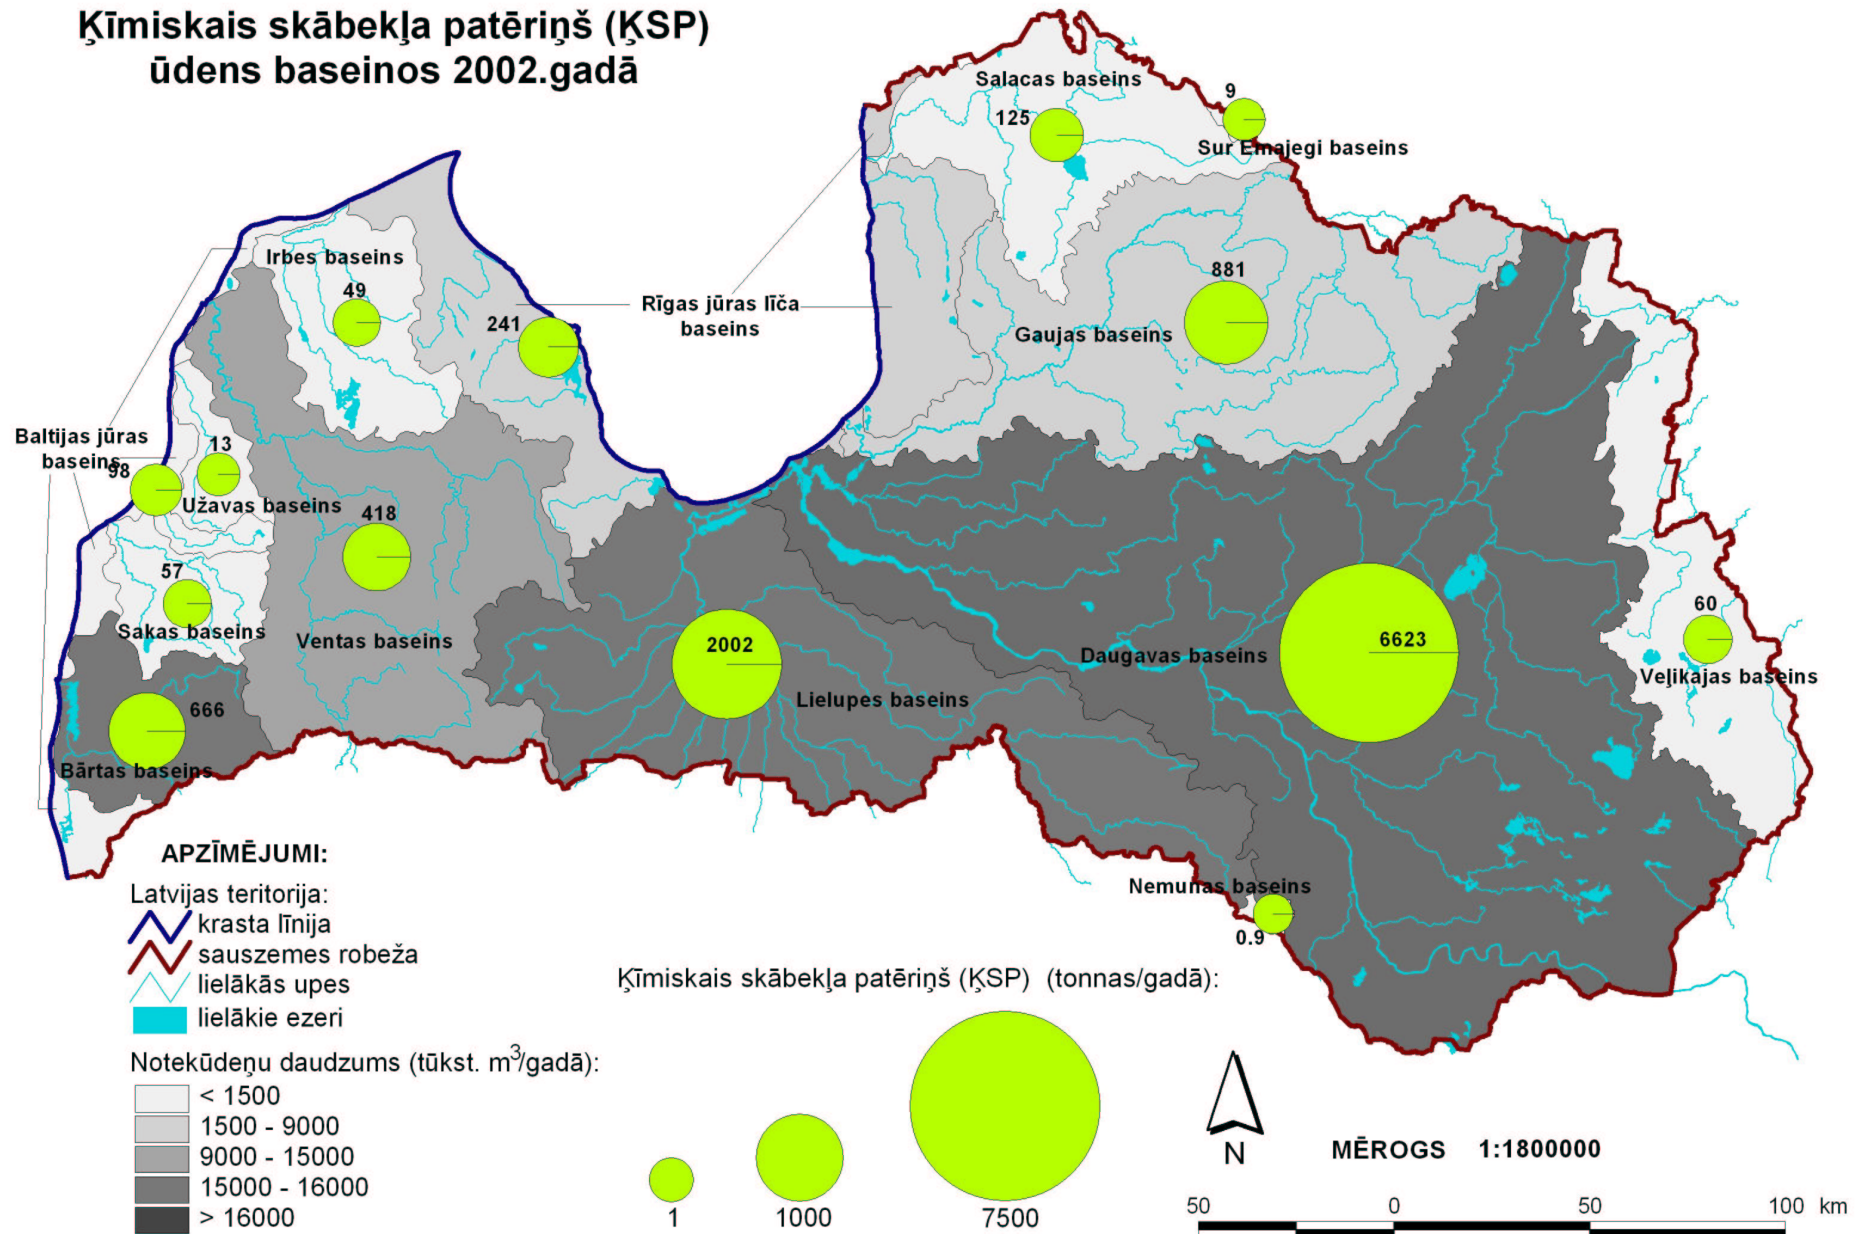 Ķīmiskais skābekļa patēriņš (ĶSP)
ūdens baseinos 2002.gadā
Salacas baseins
125
9
Sur Emajegi baseins
Irbes baseins
49
241
Rīgas jūras līča
baseins
881
Gaujas baseins
Baltijas jūras
baseins
98
13
Užavas baseins
418
57
Sakas baseins
Ventas baseins
2002
Lielupes baseins
Daugavas baseins
6623
60
Veļikajas baseins
666
Bārtas baseins
Nemunas baseins
0.9
APZĪMĒJUMI:
Latvijas teritorija:
krasta līnija
sauszemes robeža
lielākās upes
lielākie ezeri
Notekūdeņu daudzums (tūkst. m³/gadā):
< 1500
1500 - 9000
9000 - 15000
15000 - 16000
> 16000
Ķīmiskais skābekļa patēriņš (ĶSP) (tonnas/gadā):
1
1000
7500
N
MĒROGS 1:1800000
50 0 50 100 km